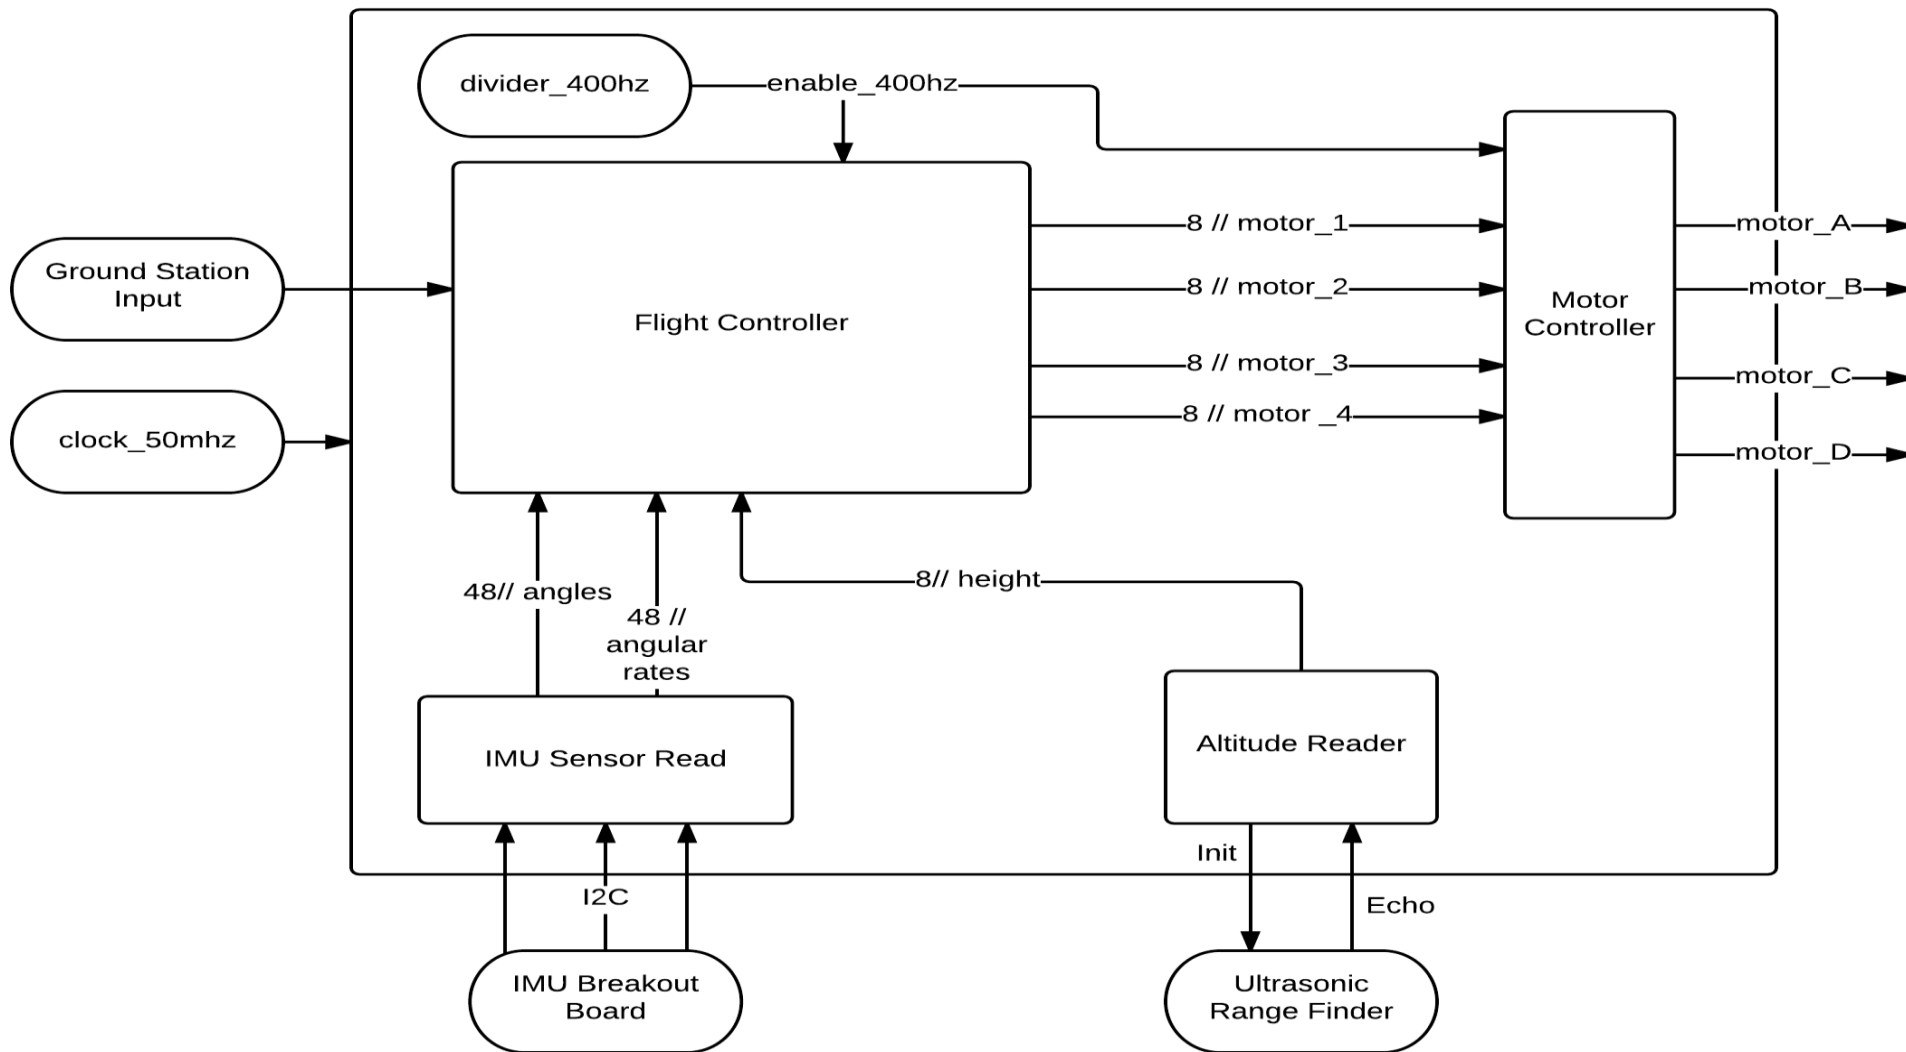 divider_400hz
enable_400hz
Ground Station
Input
clock_50mhz
Flight Controller
8 // motor_1
8 // motor_2
8 // motor_3
8 // motor _4
Motor
Controller
motor_A
motor_B
motor_C
motor_D
48// angles
48 //
angular
rates
8// height
IMU Sensor Read
Altitude Reader
I2C
Init
Echo
IMU Breakout
Board
Ultrasonic
Range Finder